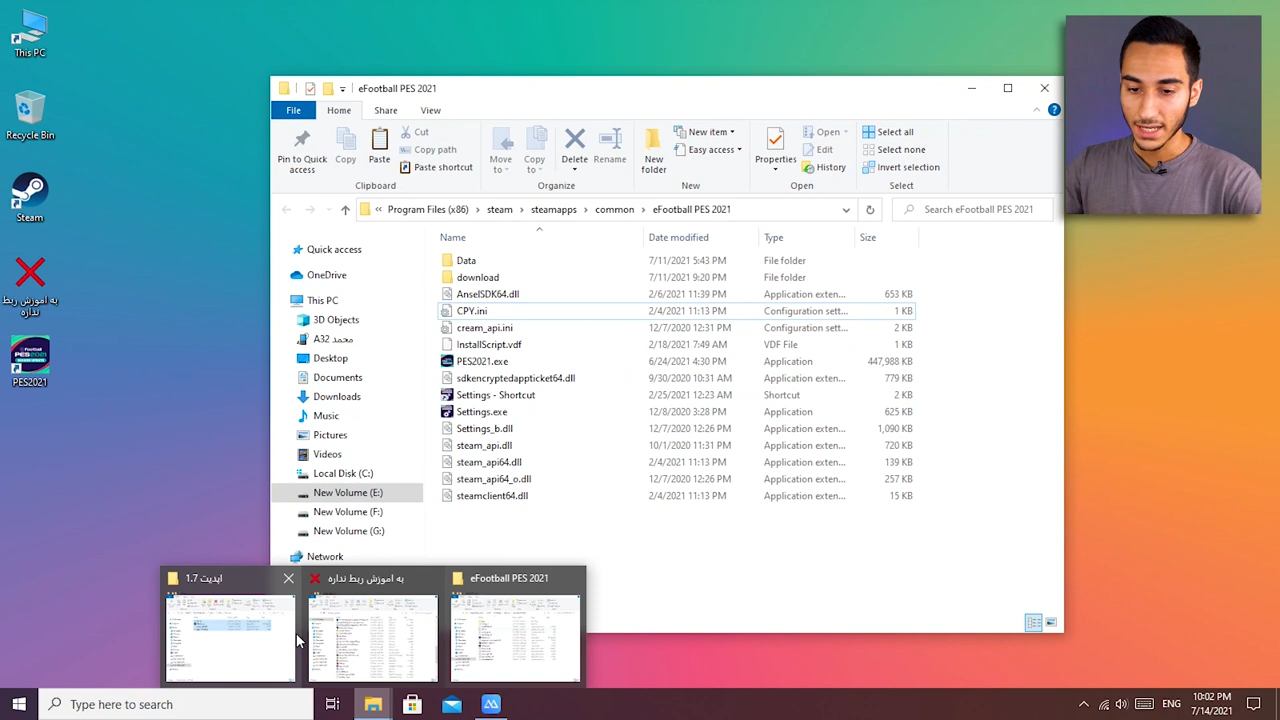 This PC
Recycle Bin
Steam
به اموزش ربط
نداره
PES2021
eFootball PES 2021
File
Home
Share
View
Pin to Quick
access
Copy
Paste
Cut
Copy path
Paste shortcut
Clipboard
Move
to
Copy
to
Delete
Rename
Organize
New
folder
New item
Easy access
New
Properties
Open
Edit
History
Open
Select all
Select none
Invert selection
Select
« Program Files (x86) › steam › steamapps › common › eFootball PES 2021
Search eFootball PES 2021
Quick access
OneDrive
This PC
3D Objects
محمد A32
Desktop
Documents
Downloads
Music
Pictures
Videos
Local Disk (C:)
New Volume (E:)
New Volume (F:)
New Volume (G:)
Network
Name Date modified Type Size
Data 7/11/2021 5:43 PM File folder
download 7/11/2021 9:20 PM File folder
AnselSDK64.dll 2/6/2021 11:39 PM Application exten... 653 KB
CPY.ini 2/4/2021 11:13 PM Configuration sett... 1 KB
cream_api.ini 12/7/2020 12:31 PM Configuration sett... 2 KB
InstallScript.vdf 2/18/2021 7:49 AM VDF File 1 KB
PES2021.exe 6/24/2021 4:30 PM Application 447,988 KB
sdkencryptedappticket64.dll 9/30/2020 10:31 AM Application exten... 779 KB
Settings - Shortcut 2/25/2021 12:23 AM Shortcut 2 KB
Settings.exe 12/8/2020 3:28 PM Application 625 KB
Settings_b.dll 12/7/2020 12:26 PM Application exten... 1,090 KB
steam_api.dll 10/1/2020 11:31 PM Application exten... 720 KB
steam_api64.dll 2/4/2021 11:13 PM Application exten... 139 KB
steam_api64_o.dll 12/7/2020 12:26 PM Application exten... 257 KB
steamclient64.dll 2/4/2021 11:13 PM Application exten... 15 KB
اپدیت 1.7
به اموزش ربط نداره
eFootball PES 2021
Type here to search
ENG
10:02 PM
7/14/2021